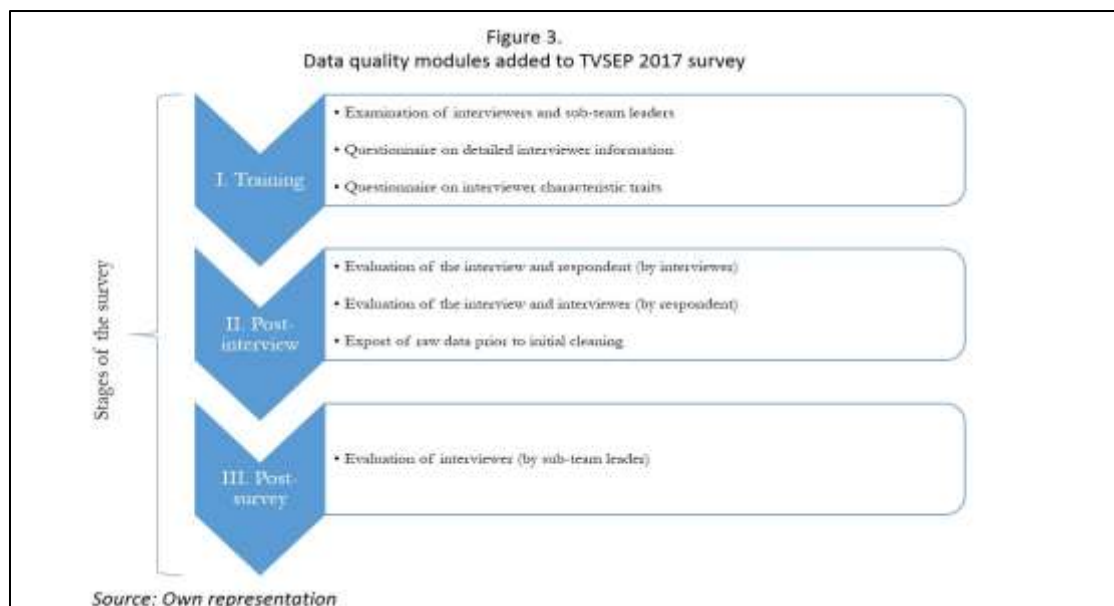 Figure 3.
Data quality modules added to TVSEP 2017 survey
Stages of the survey
I. Training
• Examination of interviewers and sub-team leaders
• Questionnaire on detailed interviewer information
• Questionnaire on interviewer characteristic traits
II. Post-
interview
• Evaluation of the interview and respondent (by interviewer)
• Evaluation of the interview and interviewer (by respondent)
• Export of raw data prior to initial cleaning
III. Post-
survey
• Evaluation of interviewer (by sub-team leader)
Source: Own representation